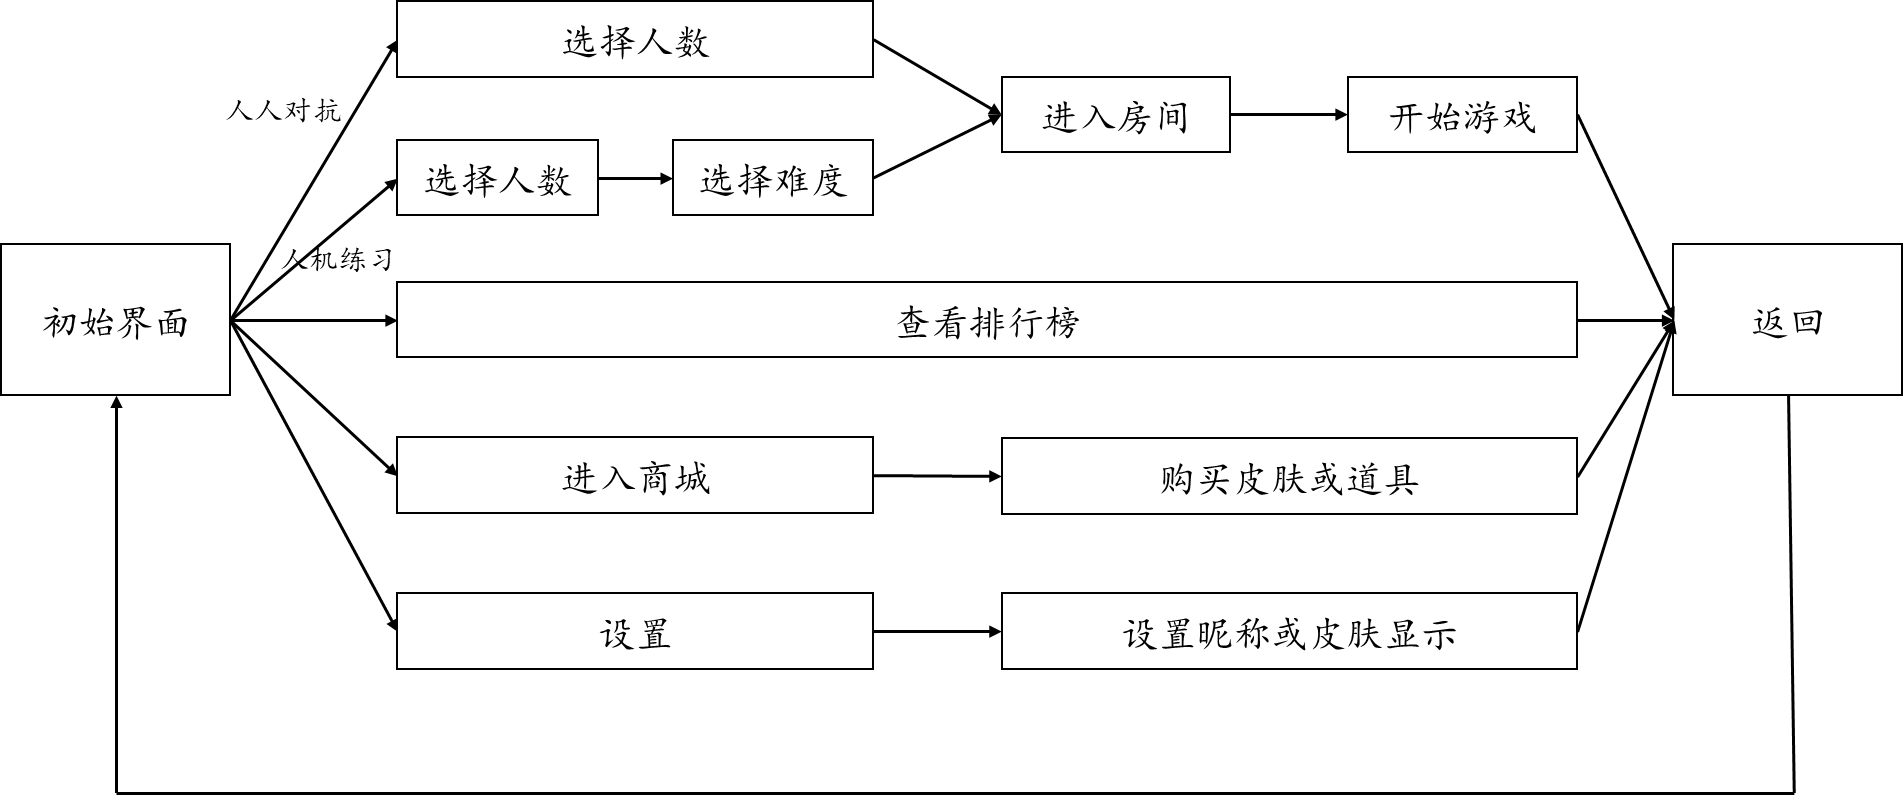 选择人数
人人对抗
进入房间
开始游戏
选择人数
选择难度
人机练习
初始界面
查看排行榜
返回
进入商城
购买皮肤或道具
设置
设置昵称或皮肤显示